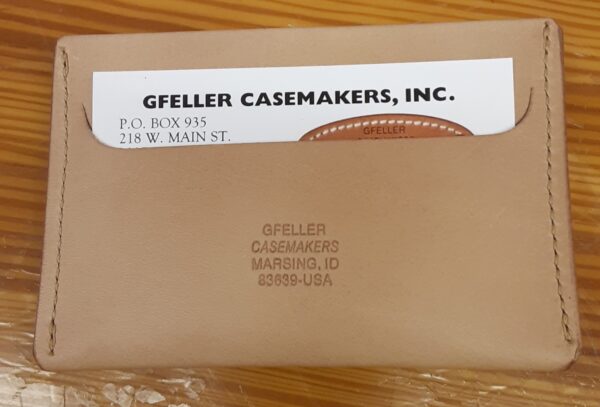 GFELLER CASEMAKERS, INC.
P.O. BOX 935
218 W. MAIN ST.
GFELLER
GFELLER
CASEMAKERS
MARSING, ID
83639-USA